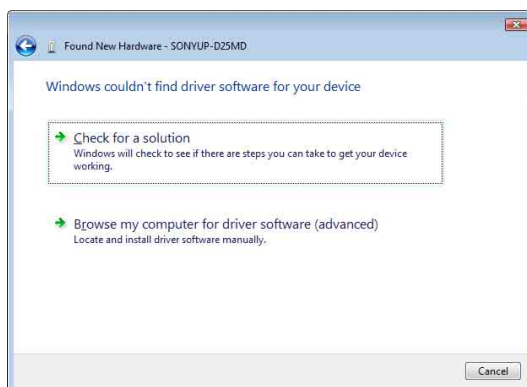 Found New Hardware - SONYUP-D25MD
Windows couldn't find driver software for your device
Check for a solution
Windows will check to see if there are steps you can take to get your device
working.
Browse my computer for driver software (advanced)
Locate and install driver software manually.
Cancel